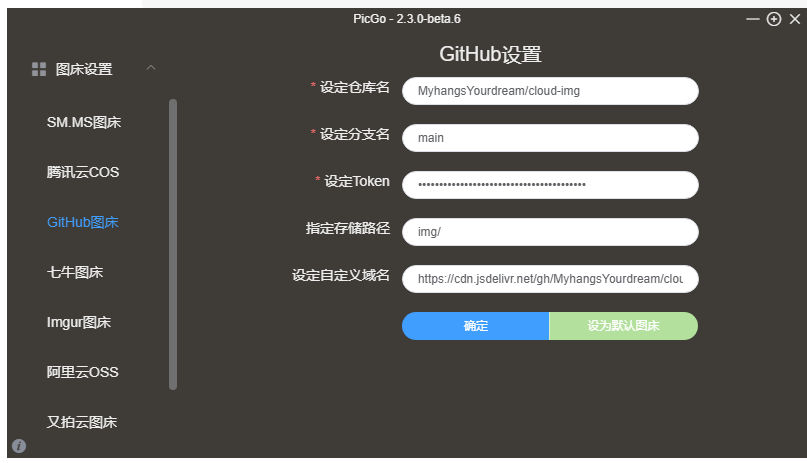 PicGo - 2.3.0-beta.6
图床设置
SM.MS图床
腾讯云COS
GitHub图床
七牛图床
Imgur图床
阿里云OSS
又拍云图床
GitHub设置
* 设定仓库名
MyhangsYourdream/cloud-img
* 设定分支名
main
* 设定Token
指定存储路径
img/
设定自定义域名
https://cdn.jsdelivr.net/gh/MyhangsYourdream/clou
确定
设为默认图床